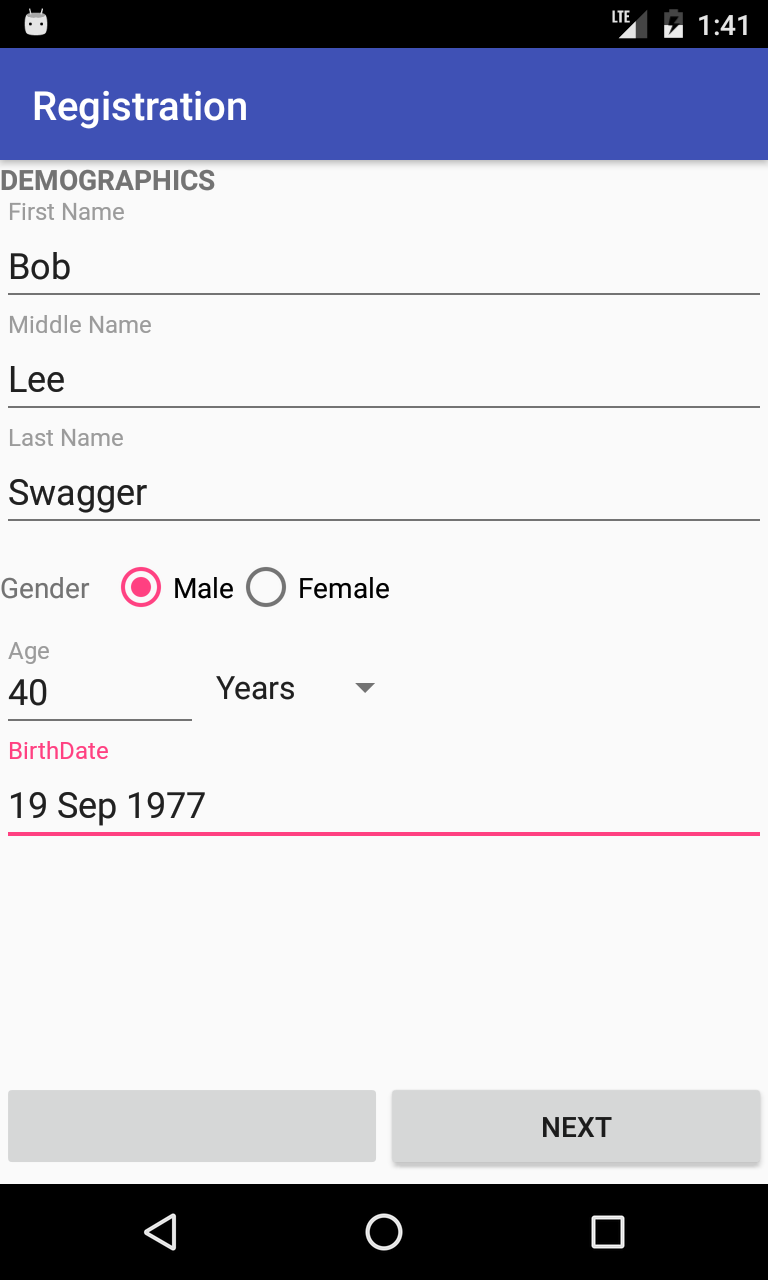 LTE 1:41
Registration
DEMOGRAPHICS
First Name
Bob
Middle Name
Lee
Last Name
Swagger
Gender Male Female
Age
40 Years
BirthDate
19 Sep 1977
NEXT